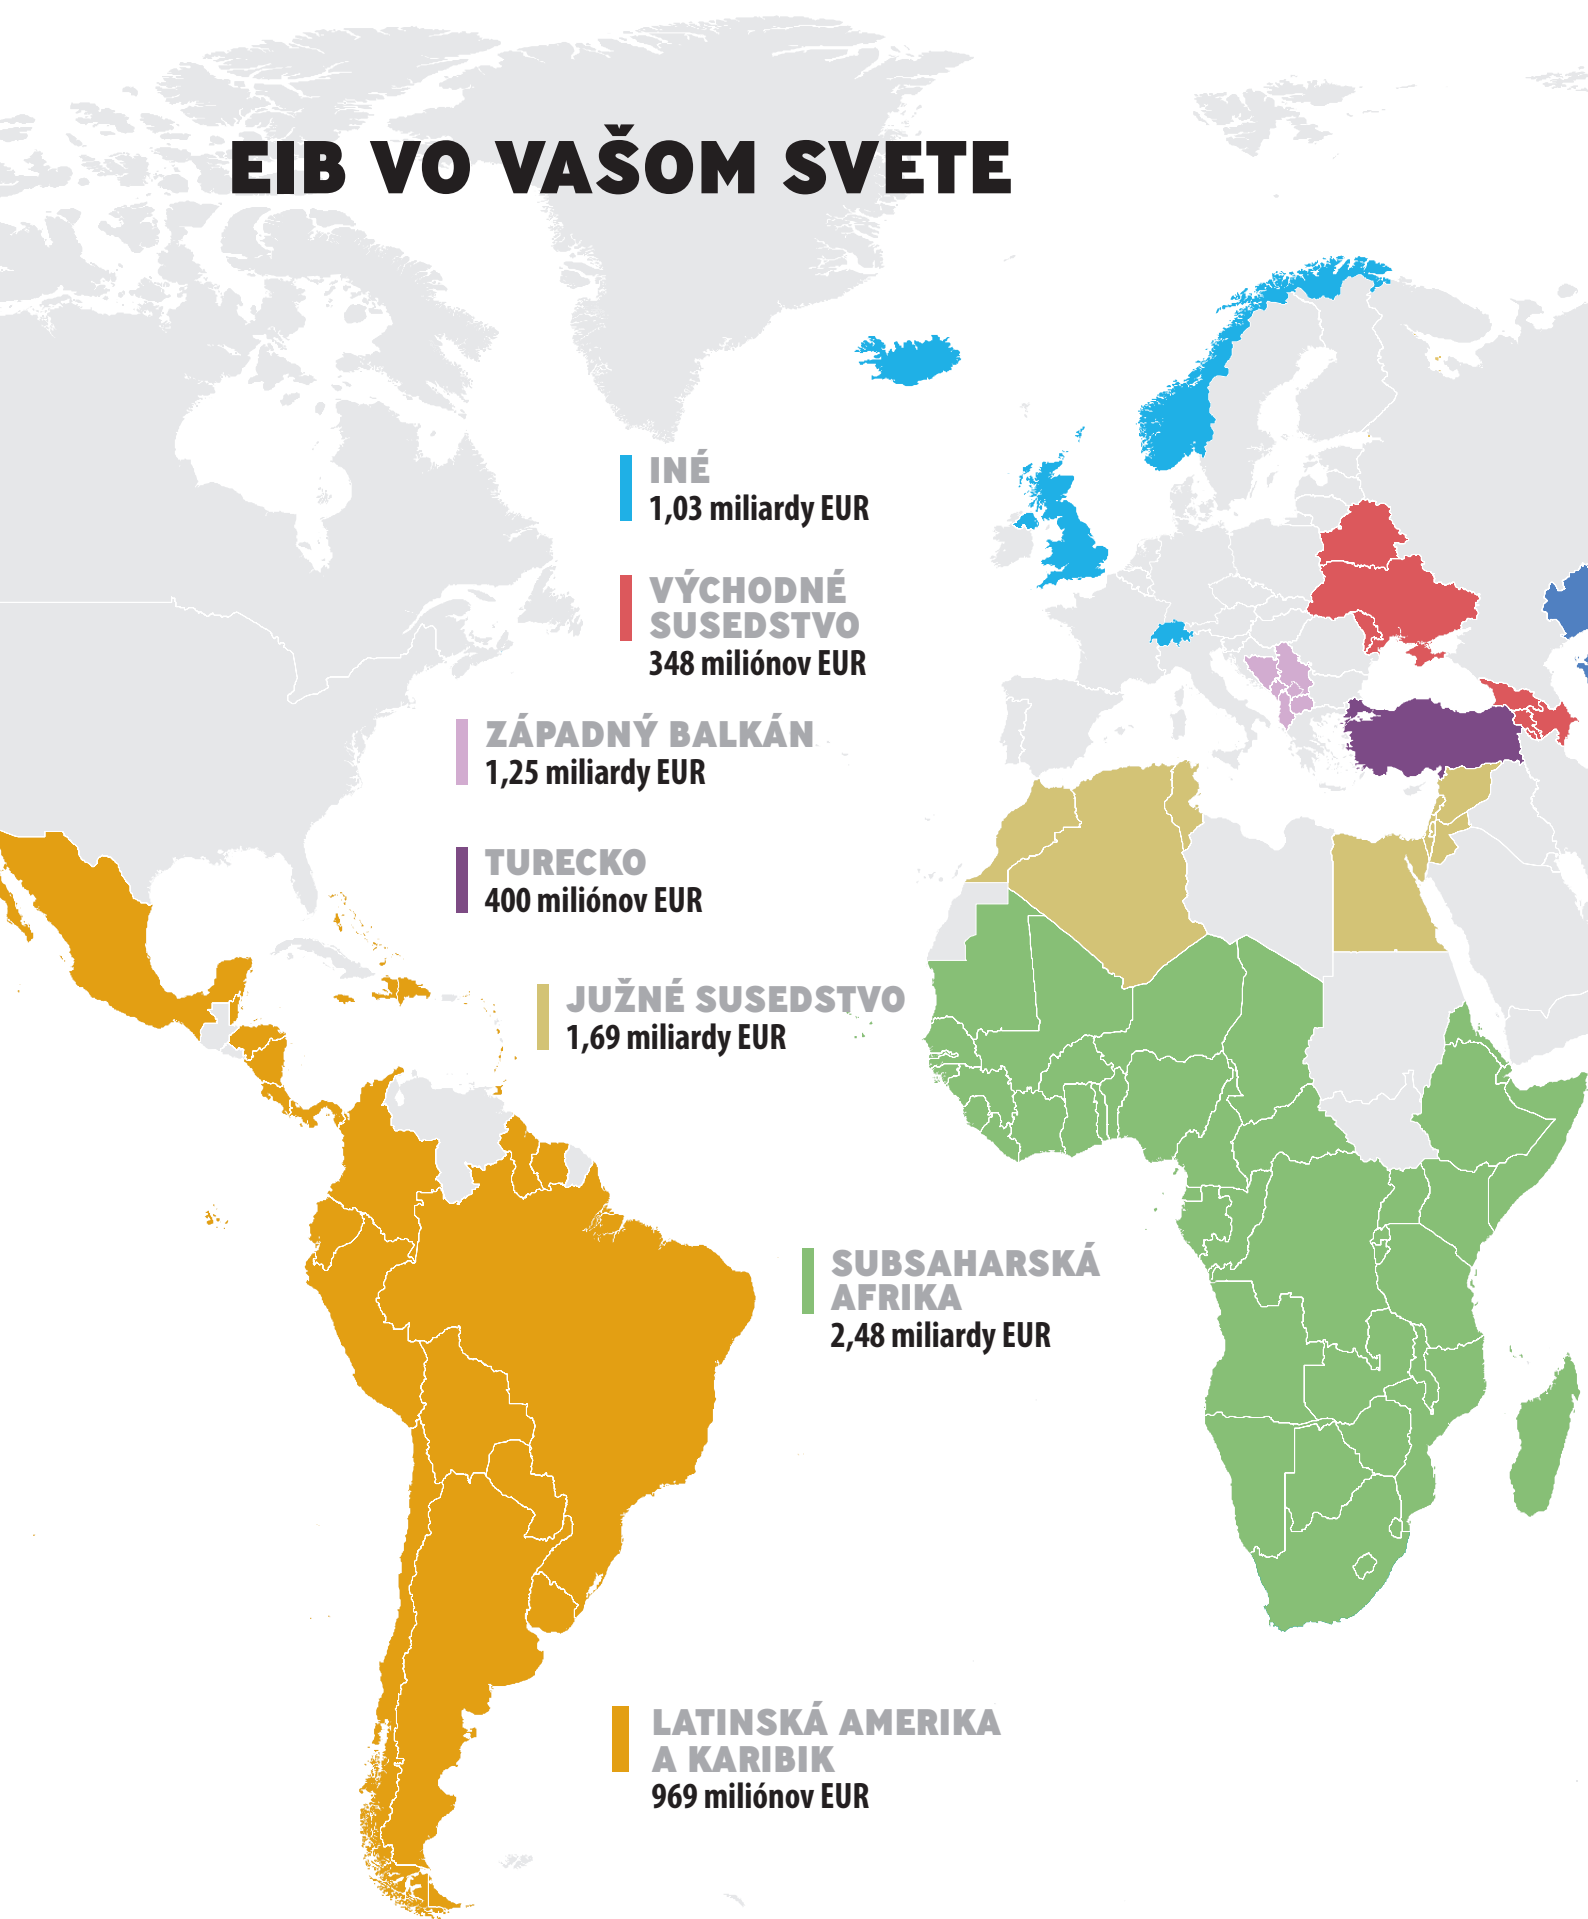 EIB VO VAŠOM SVETE
INÉ
1,03 miliardy EUR
VÝCHODNÉ
SUSEDSTVO
348 miliónov EUR
ZÁPADNÝ BALKÁN
1,25 miliardy EUR
TURECKO
400 miliónov EUR
JUŽNÉ SUSEDSTVO
1,69 miliardy EUR
SUBSAHARSKÁ
AFRIKA
2,48 miliardy EUR
LATINSKÁ AMERIKA
A KARIBIK
969 miliónov EUR